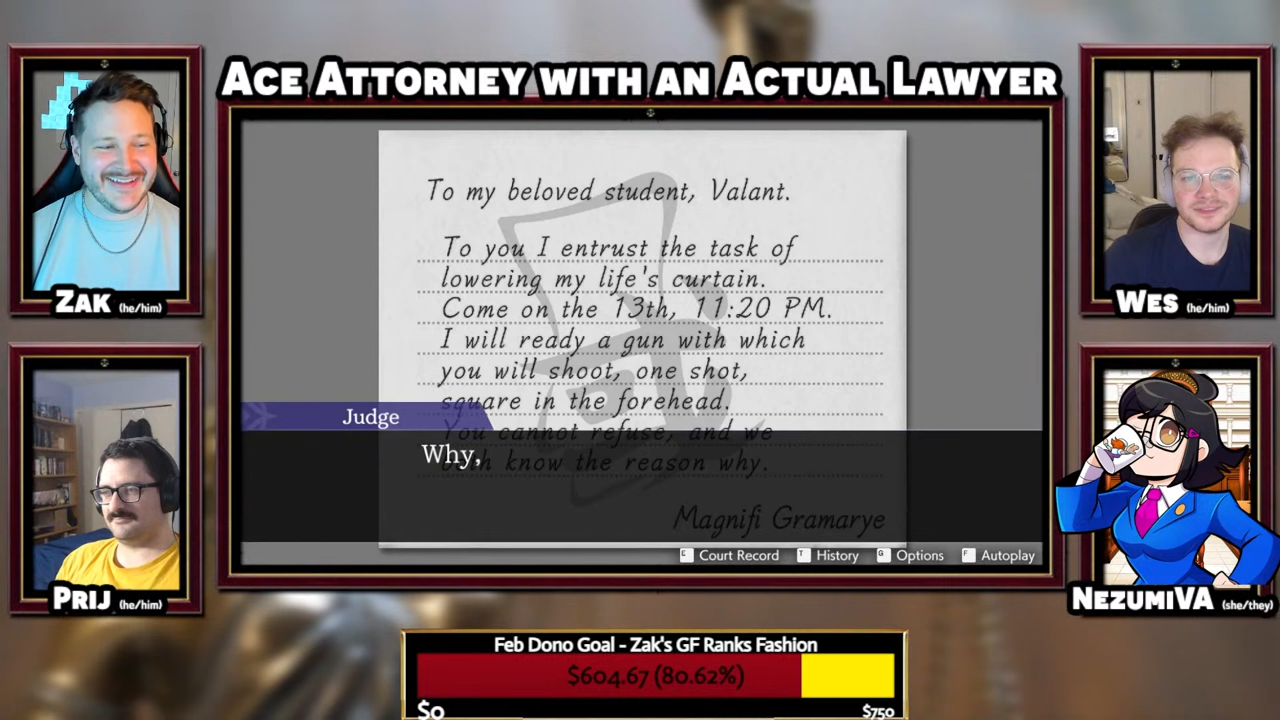 ACE ATTORNEY WITH AN ACTUAL LAWYER
To my beloved student, Valant.
To you I entrust the task of
lowering my life's curtain.
Come on the 13th, 11:20 PM.
I will ready a gun with which
you will shoot, one shot,
square in the forehead.
You cannot refuse, and we
both know the reason why.
Magnifi Gramarye
Judge
Why,
E Court Record T History G Options F Autoplay
ZAK (he/him)
PRIJ (he/him)
WES (he/him)
NEZUMIVA (she/they)
Feb Dono Goal - Zak's GF Ranks Fashion
$604.67 (80.62%)
$0
$750